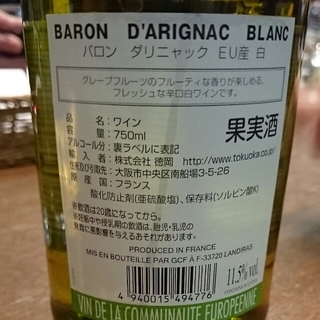 BARON D'ARIGNAC BLANC
バロン ダリニャック EU産 白
グレープフルーツのフルーティな香りが楽しめる、
フレッシュな辛口白ワインです。
品名：ワイン
容量：750ml
果実酒
アルコール分：裏ラベルに表記
輸入者：株式会社 徳岡 http://www.tokuoka.co.jp/
住所及び引取先：大阪市中央区南船場3-5-26
原産国：フランス
酸化防止剤(亜硫酸塩)、保存料(ソルビン酸K)
※飲酒は20歳になってから。
※妊娠中や授乳期の飲酒は、胎児・乳児の
発育に悪影響を与えるおそれがあります。
PRODUCED IN FRANCE
MIS EN BOUTEILLE PAR GCF À F-33720 LANDIRAS
11.5% vol.
4 940015 494776
VIN DE LA COMMUNAUTE EUROPEENNE